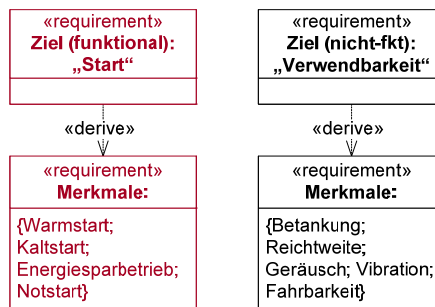 «requirement»
Ziel (funktional):
„Start“
«derive»
«requirement»
Merkmale:
{Warmstart;
Kaltstart;
Energiesparbetrieb;
Notstart}
«requirement»
Ziel (nicht-fkt):
„Verwendbarkeit“
«derive»
«requirement»
Merkmale:
{Betankung;
Reichtweite;
Geräusch; Vibration;
Fahrbarkeit}